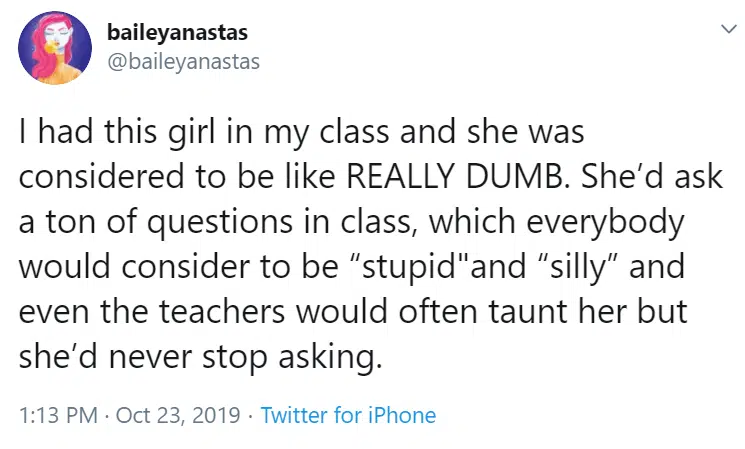 baileyanastas
@baileyanastas
I had this girl in my class and she was
considered to be like REALLY DUMB. She’d ask
a ton of questions in class, which everybody
would consider to be “stupid"and “silly” and
even the teachers would often taunt her but
she’d never stop asking.
1:13 PM · Oct 23, 2019 · Twitter for iPhone